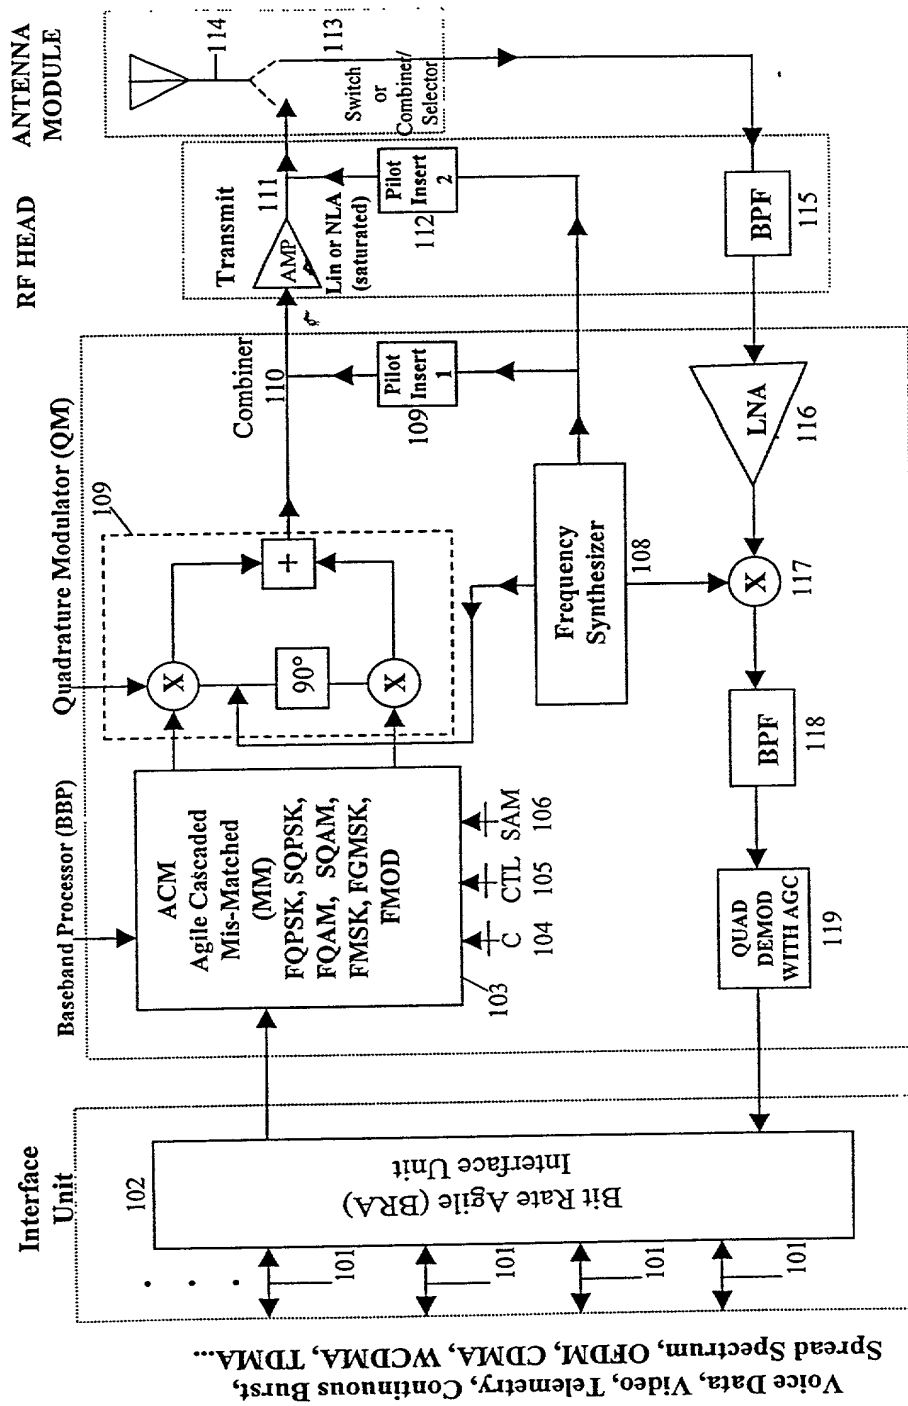 ANTENNA
MODULE
RF HEAD
Quadrature Modulator (QM)
Baseband Processor (BBP)
Interface
Unit
114
113
Switch
or
Combiner/
Selector
Transmit
111
AMP
Lin or NLA
(saturated)
Pilot
Insert
2
112
BPF
115
Combiner
110
Pilot
Insert
1
109
109
+
X
90°
X
Frequency
Synthesizer
108
LNA
116
X
117
BPF
118
QUAD
DEMOD
WITH AGC
119
ACM
Agile Cascaded
Mis-Matched
(MM)
FQPSK, SQPSK,
FQAM, SQAM,
FMSK, FGMSK,
FMOD
103
C
104
CTL
105
SAM
106
102
Bit Rate Agile (BRA)
Interface Unit
101
101
101
101
Voice Data, Video, Telemetry, Continuous Burst,
Spread Spectrum, OFDM, CDMA, WCDMA, TDMA...